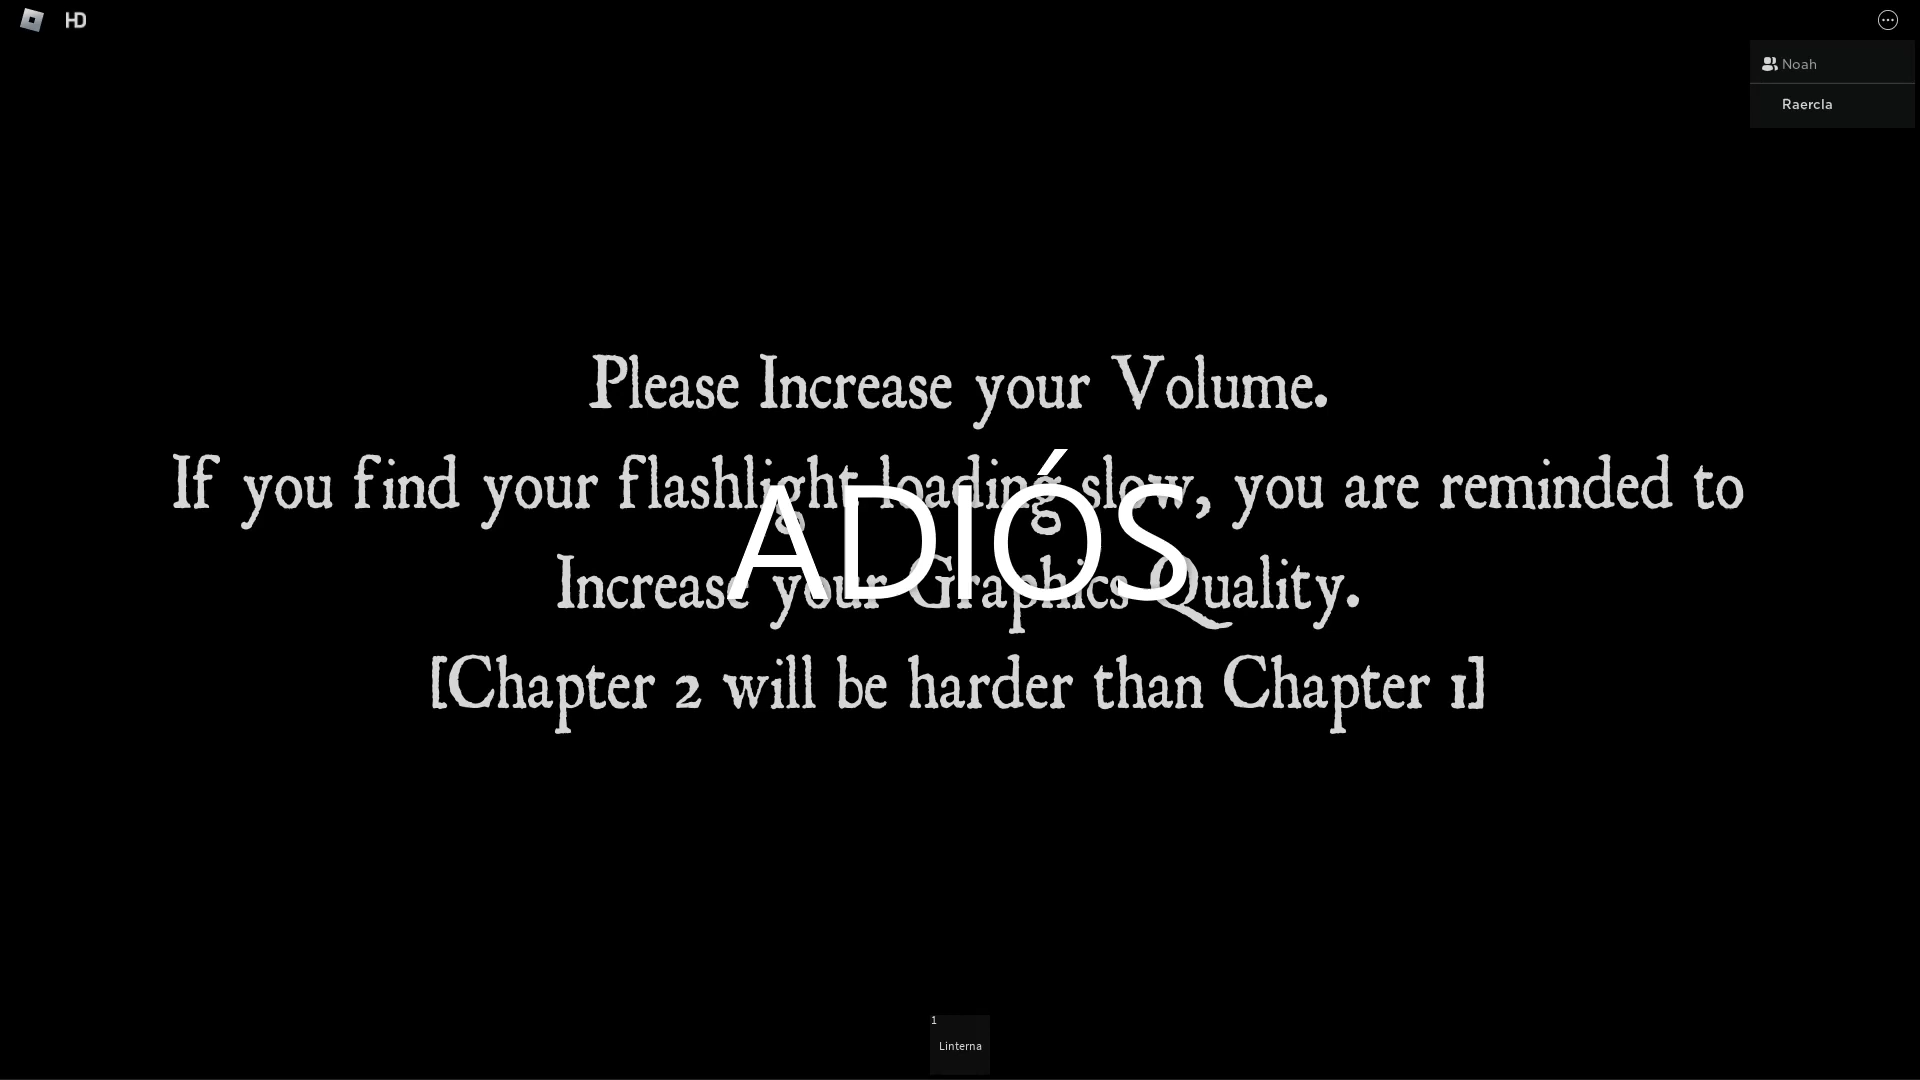 HD
Noah
Raercla
Please Increase your Volume.
If you find your flashlight loading slow, you are reminded to
ADIÓS
Increase your Graphics Quality.
[Chapter 2 will be harder than Chapter 1]
1
Linterna